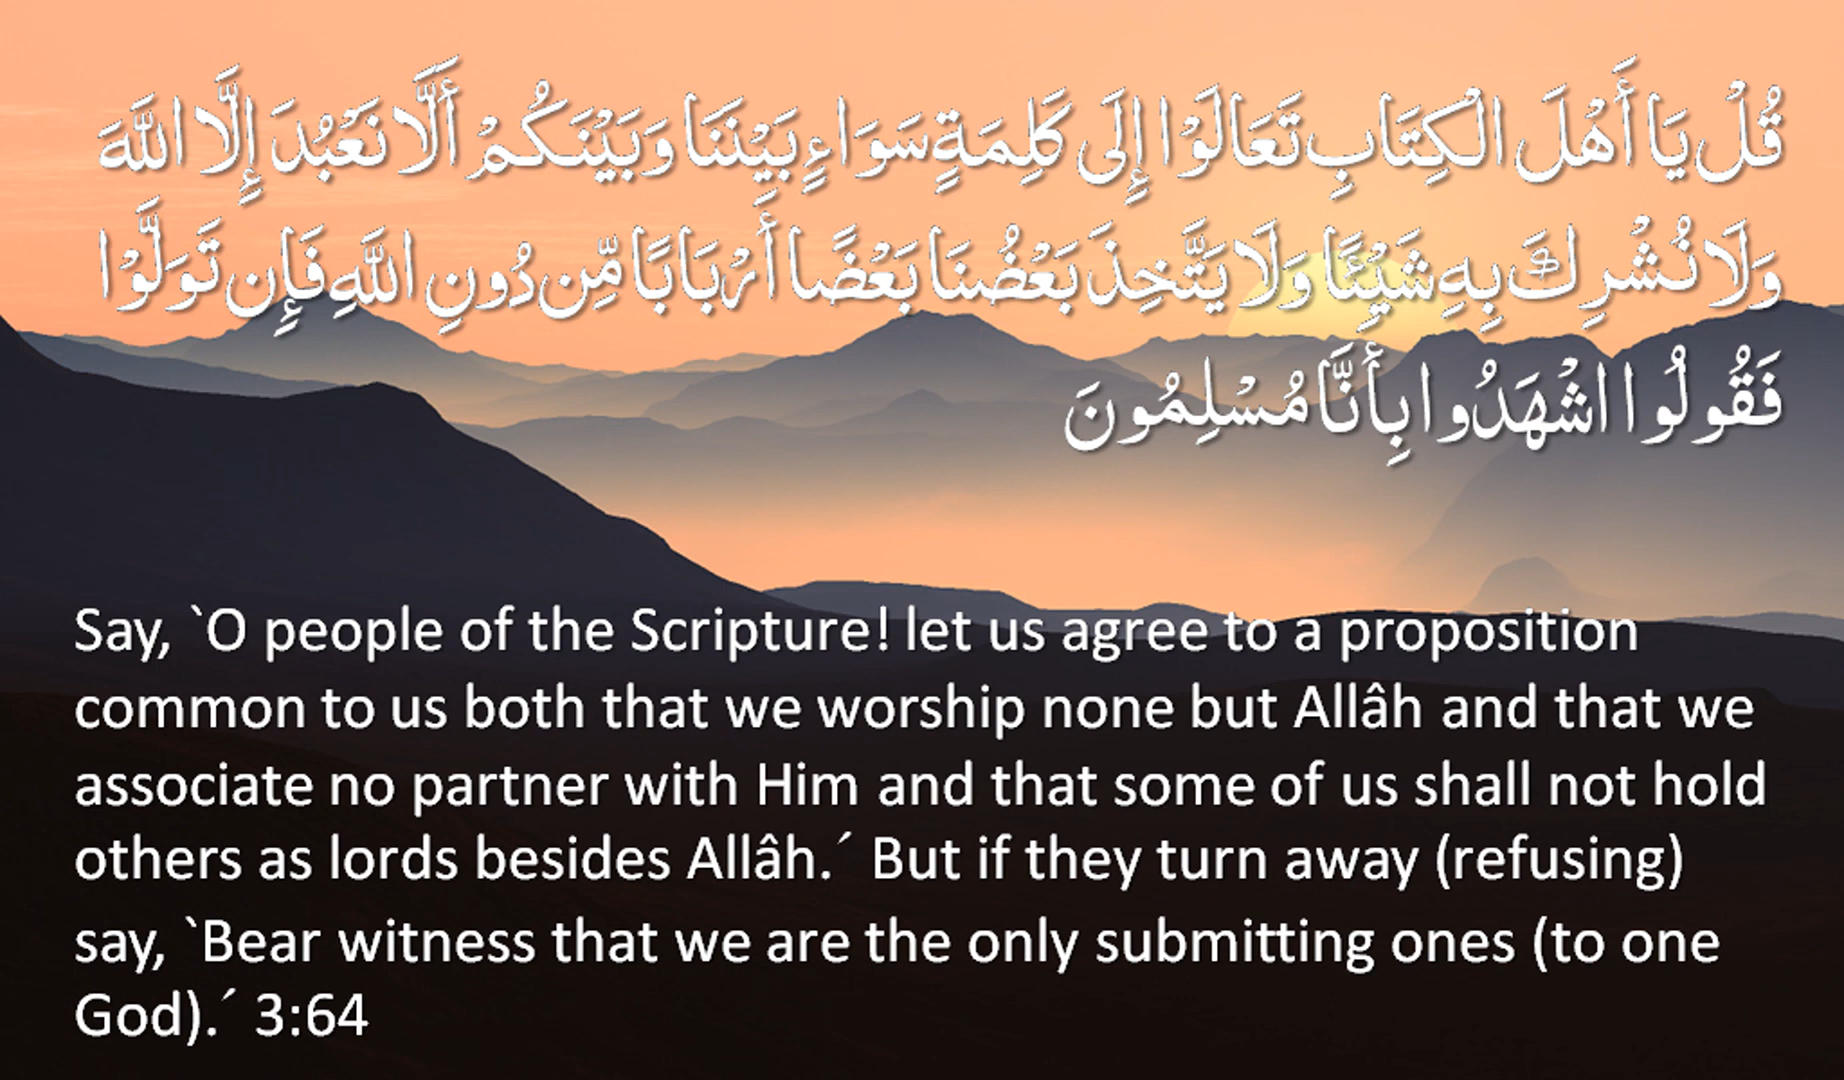 قُلْ يَا أَهْلَ الْكِتَابِ تَعَالَوْا إِلَى كَلِمَةٍ سَوَاءٍ بَيْنَنَا وَبَيْنَكُمْ أَلَّا نَعْبُدَ إِلَّا اللَّهَ
وَلَا نُشْرِكَ بِهِ شَيْئًا وَلَا يَتَّخِذَ بَعْضُنَا بَعْضًا أَرْبَابًا مِّن دُونِ اللَّهِ فَإِن تَوَلَّوْا
فَقُولُوا اشْهَدُوا بِأَنَّا مُسْلِمُونَ
Say, `O people of the Scripture! let us agree to a proposition
common to us both that we worship none but Allâh and that we
associate no partner with Him and that some of us shall not hold
others as lords besides Allâh.´ But if they turn away (refusing)
say, `Bear witness that we are the only submitting ones (to one
God).´ 3:64